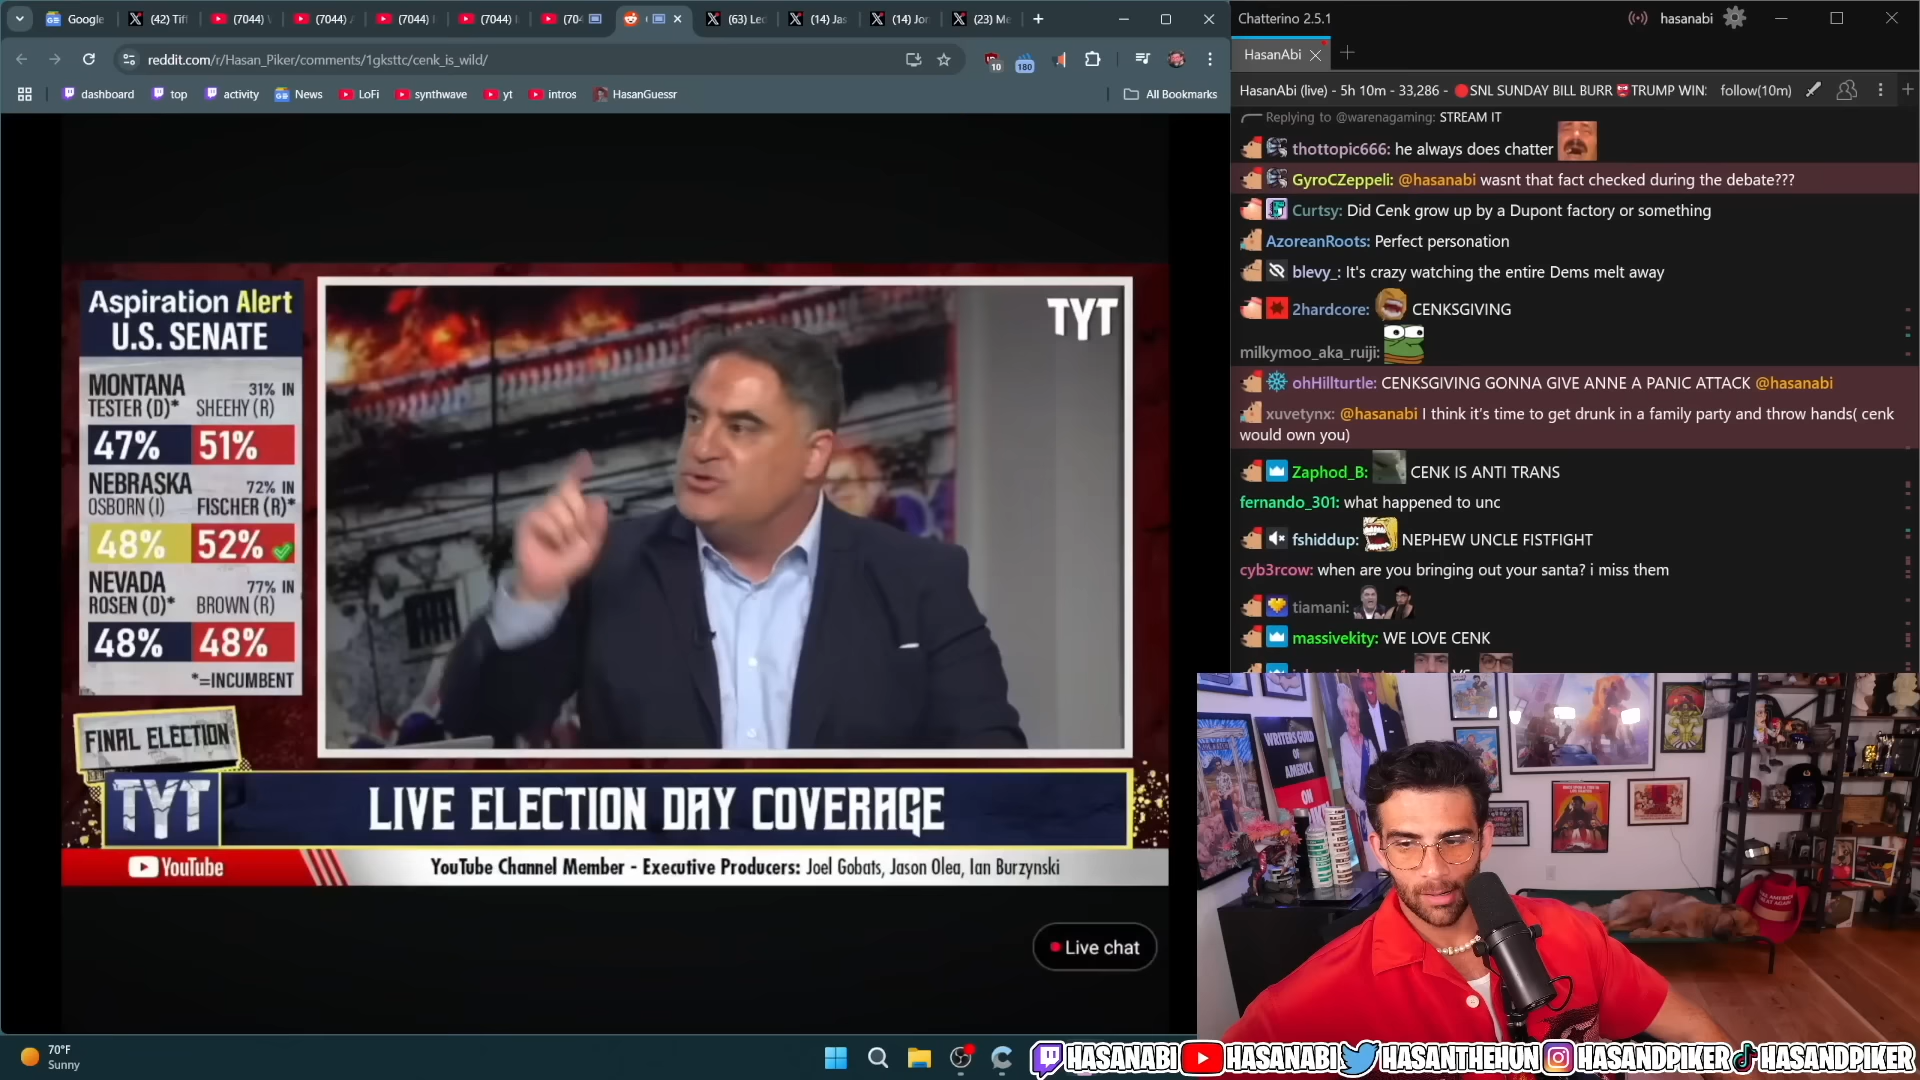 Google
(42) Tiff
(7044)
(7044)
(7044)
(7044)
(704
(63) Led
(14) Jas
(14) Jor
(23) Me
reddit.com/r/Hasan_Piker/comments/1gksttc/cenk_is_wild/
10
180
dashboard
top
activity
News
LoFi
synthwave
yt
intros
HasanGuessr
All Bookmarks
Aspiration Alert
U.S. SENATE
MONTANA 31% IN
TESTER (D)* SHEEHY (R)
47% 51%
NEBRASKA 72% IN
OSBORN (I) FISCHER (R)*
48% 52%
NEVADA 77% IN
ROSEN (D)* BROWN (R)
48% 48%
*=INCUMBENT
TYT
FINAL ELECTION
TYT
LIVE ELECTION DAY COVERAGE
YouTube
YouTube Channel Member - Executive Producers: Joel Gobats, Jason Olea, Ian Burzynski
Live chat
70°F
Sunny
Chatterino 2.5.1
hasanabi
HasanAbi
HasanAbi (live) - 5h 10m - 33,286 - 🔴SNL SUNDAY BILL BURR 👹TRUMP WIN: follow(10m)
Replying to @warenagaming: STREAM IT
thottopic666: he always does chatter
GyroCZeppeli: @hasanabi wasnt that fact checked during the debate???
Curtsy: Did Cenk grow up by a Dupont factory or something
AzoreanRoots: Perfect personation
blevy_: It's crazy watching the entire Dems melt away
2hardcore: CENKSGIVING
milkymoo_aka_ruiji:
ohHillturtle: CENKSGIVING GONNA GIVE ANNE A PANIC ATTACK @hasanabi
xuvetynx: @hasanabi I think it's time to get drunk in a family party and throw hands( cenk
would own you)
Zaphod_B: CENK IS ANTI TRANS
fernando_301: what happened to unc
fshiddup: NEPHEW UNCLE FISTFIGHT
cyb3rcow: when are you bringing out your santa? i miss them
tiamani:
massivekity: WE LOVE CENK
WRITERS GUILD
OF
AMERICA
ON
HASANABI HASANABI HASANTHEHUN HASANDPIKER HASANDPIKER